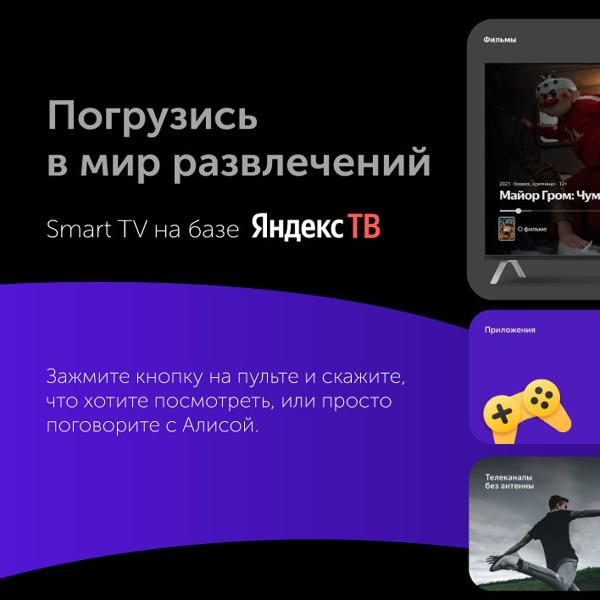 Погрузись
в мир развлечений
Smart TV на базе Яндекс ТВ
Зажмите кнопку на пульте и скажите,
что хотите посмотреть, или просто
поговорите с Алисой.
Фильмы
2021 · боевик, криминал · 12+
Майор Гром: Чум
О фильме
Приложения
Телеканалы
без антенны